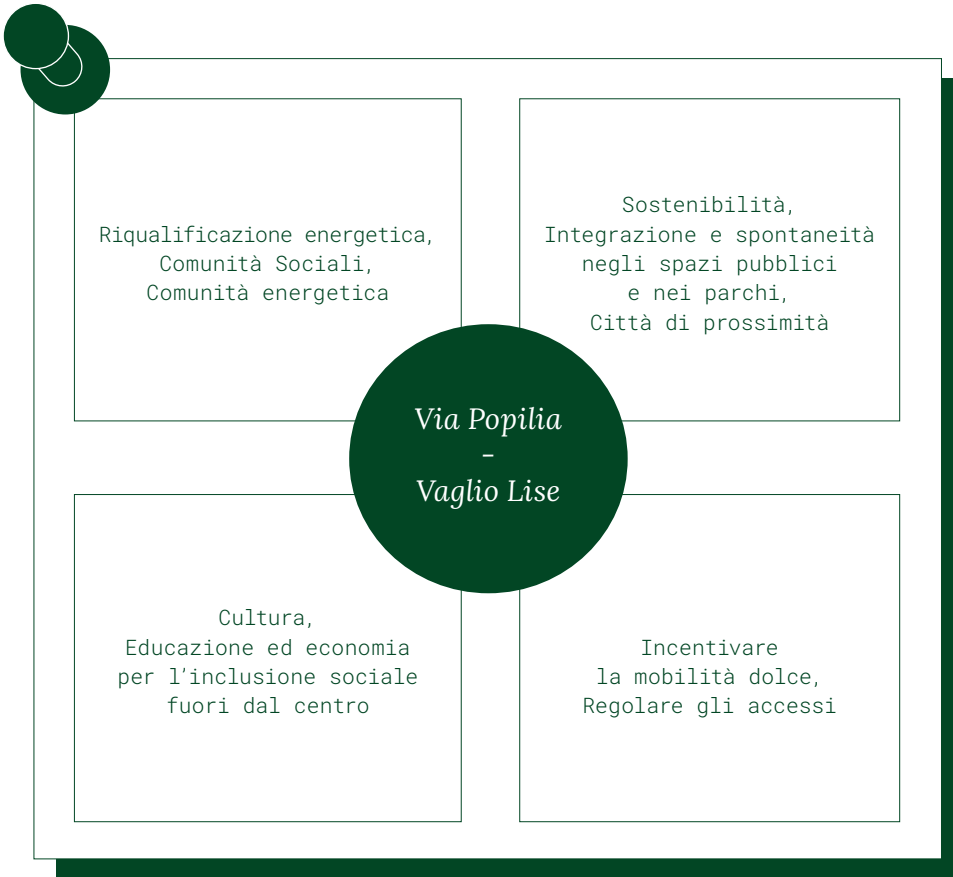 Riqualificazione energetica,
Comunità Sociali,
Comunità energetica
Sostenibilità,
Integrazione e spontaneità
negli spazi pubblici
e nei parchi,
Città di prossimità
Via Popilia
–
Vaglio Lise
Cultura,
Educazione ed economia
per l’inclusione sociale
fuori dal centro
Incentivare
la mobilità dolce,
Regolare gli accessi